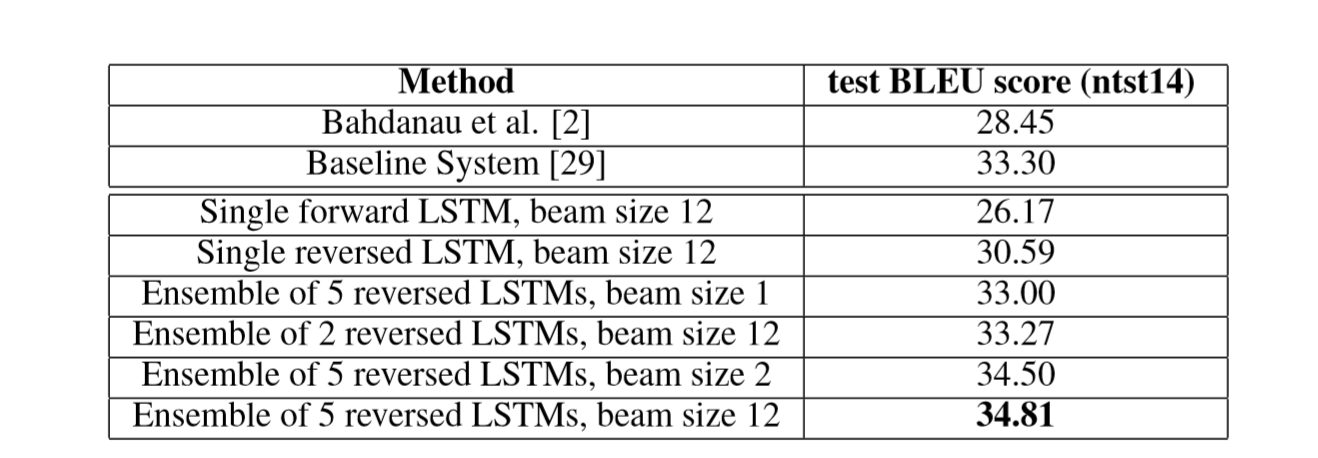 Method test BLEU score (ntst14)
Bahdanau et al. [2] 28.45
Baseline System [29] 33.30
Single forward LSTM, beam size 12 26.17
Single reversed LSTM, beam size 12 30.59
Ensemble of 5 reversed LSTMs, beam size 1 33.00
Ensemble of 2 reversed LSTMs, beam size 12 33.27
Ensemble of 5 reversed LSTMs, beam size 2 34.50
Ensemble of 5 reversed LSTMs, beam size 12 34.81